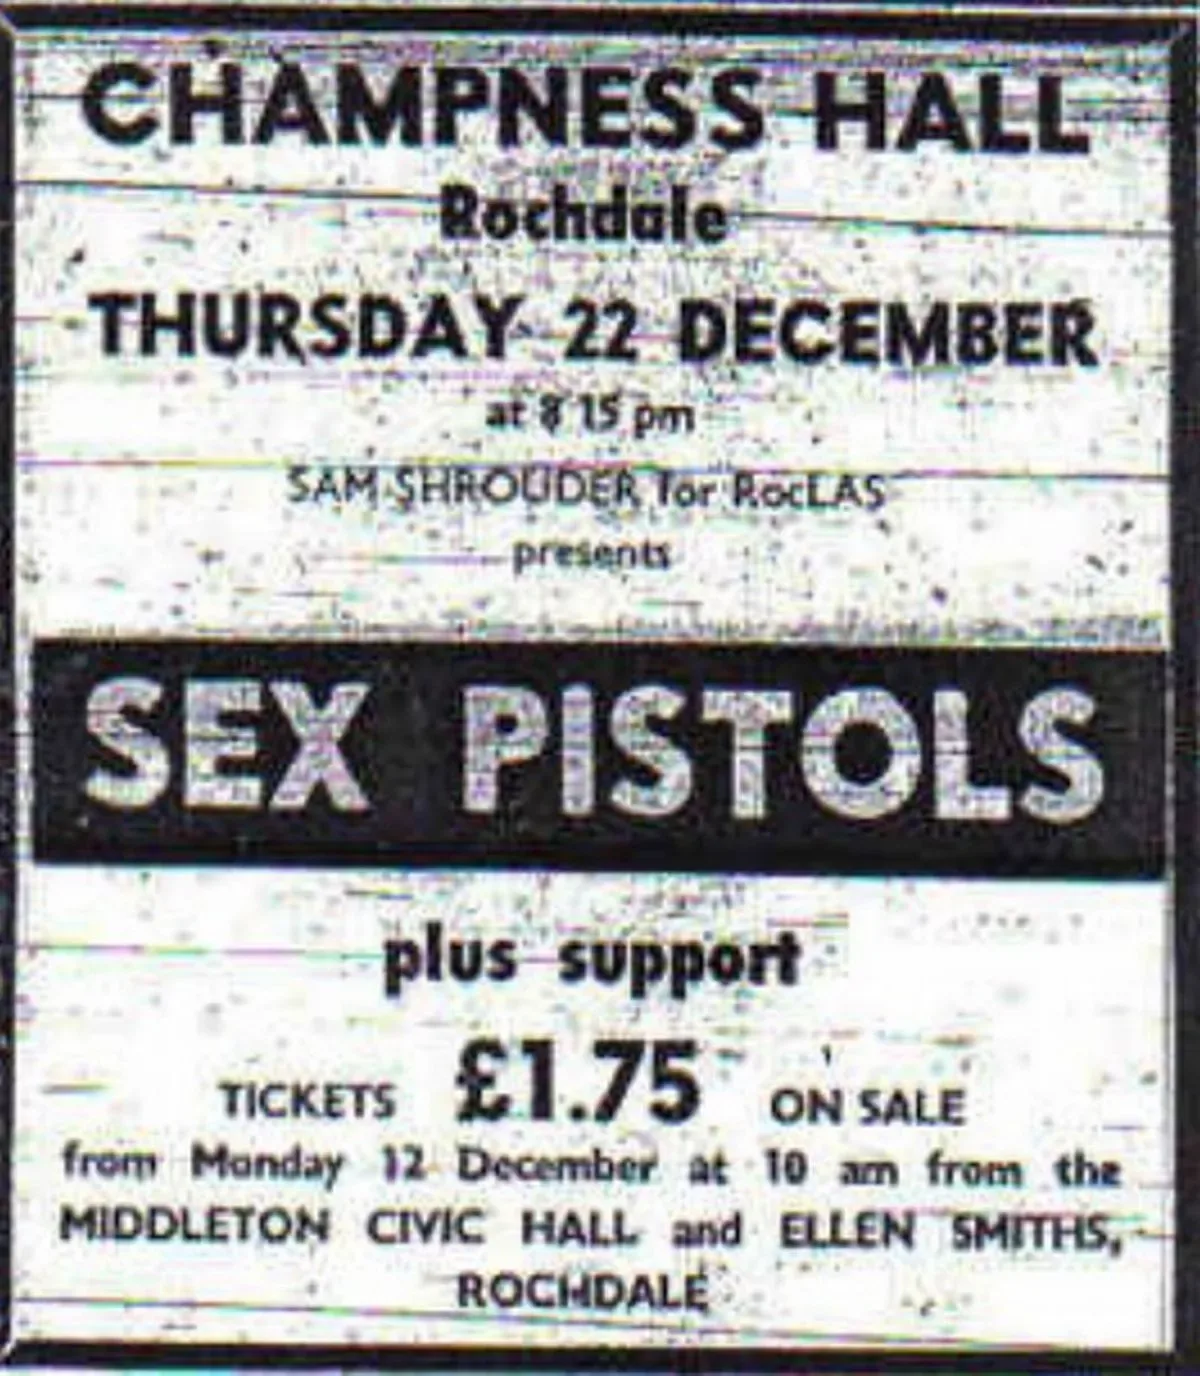 CHAMPNESS HALL
Rochdale
THURSDAY 22 DECEMBER
at 8 15 pm
SAM SHROUDER for RocLAS
presents
SEX PISTOLS
plus support
TICKETS £1.75 ON SALE
from Monday 12 December at 10 am from the
MIDDLETON CIVIC HALL and ELLEN SMITHS,
ROCHDALE